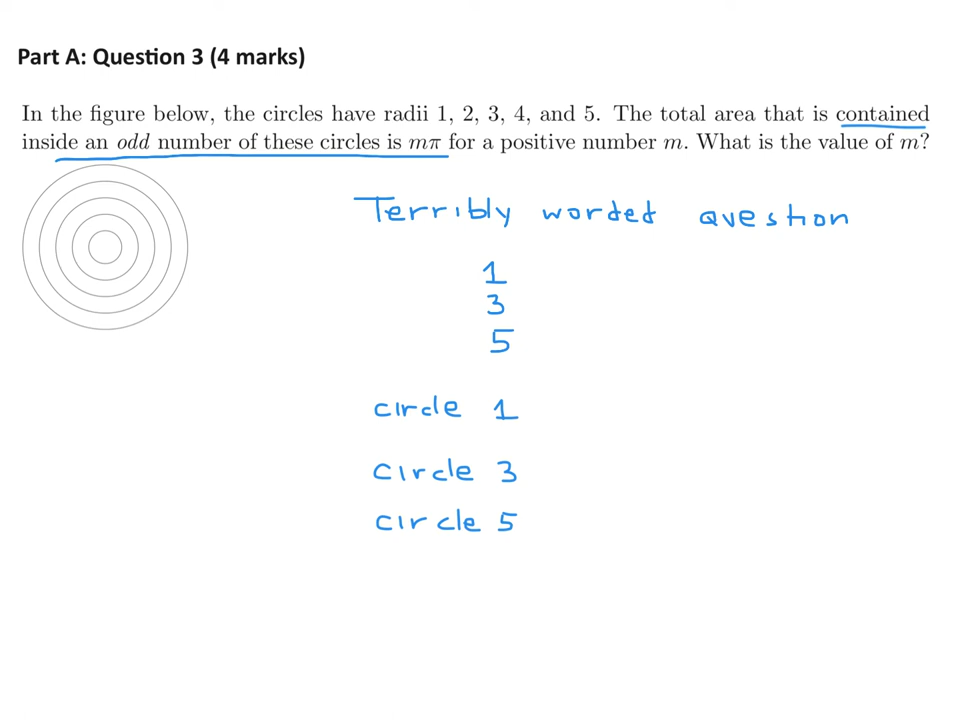 Part A: Question 3 (4 marks)
In the figure below, the circles have radii 1, 2, 3, 4, and 5. The total area that is contained
inside an odd number of these circles is mπ for a positive number m. What is the value of m?
Terribly worded question
1
3
5
circle 1
circle 3
circle 5